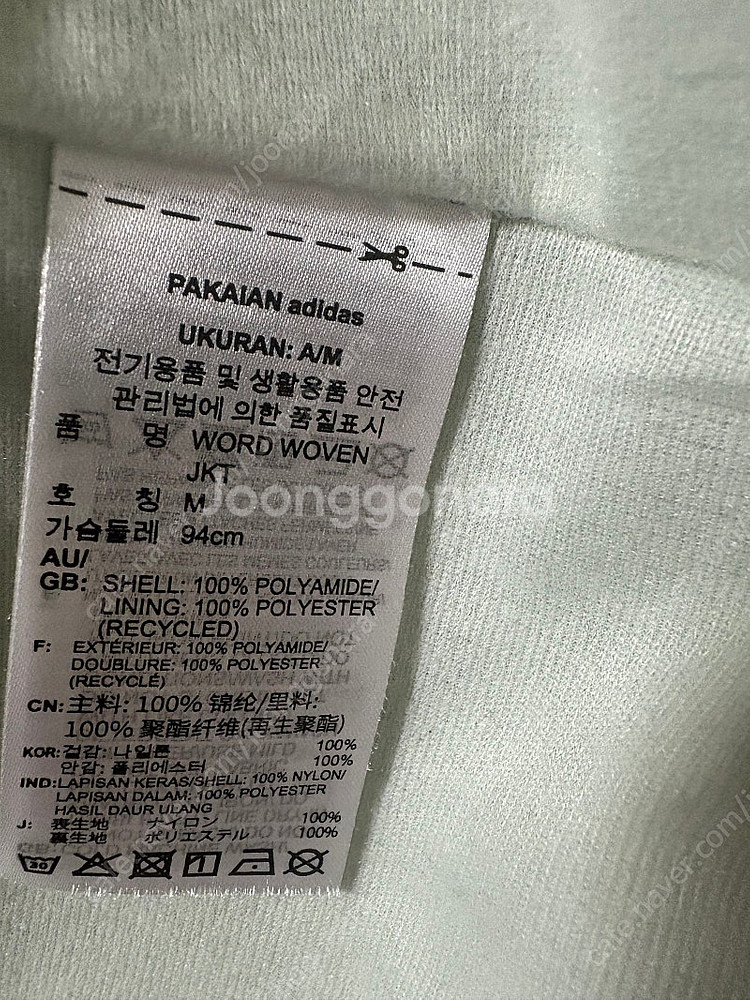 PAKAIAN adidas
UKURAN: A/M
전기용품 및 생활용품 안전
관리법에 의한 품질표시
품 명 WORD WOVEN
JKT
호 칭 M
가슴둘레 94cm
AU/
GB: SHELL: 100% POLYAMIDE/
LINING: 100% POLYESTER
(RECYCLED)
F: EXTÉRIEUR: 100% POLYAMIDE/
DOUBLURE: 100% POLYESTER
(RECYCLÉ)
CN: 主料: 100% 锦纶/里料:
100% 聚酯纤维(再生聚酯)
KOR: 겉감: 나일론 100%
안감: 폴리에스터 100%
IND: LAPISAN KERAS/SHELL: 100% NYLON/
LAPISAN DALAM: 100% POLYESTER
HASIL DAUR ULANG
J: 表生地 ナイロン 100%
裏生地 ポリエステル 100%
30
Joonggonara
cafe.naver.com/joonggonara